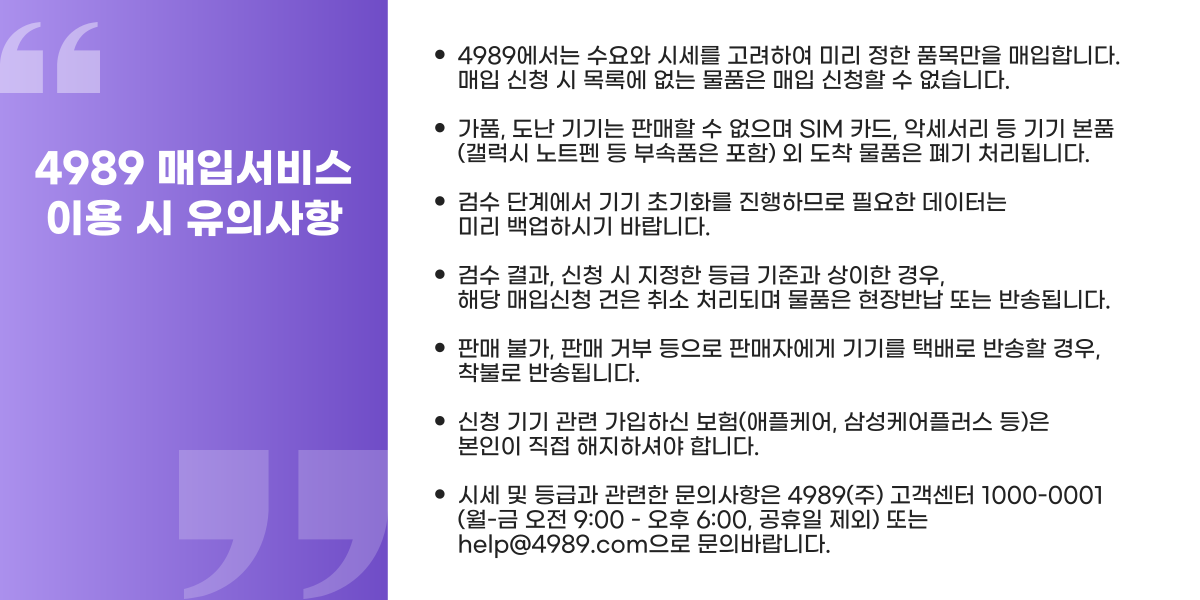 4989 매입서비스
이용 시 유의사항
• 4989에서는 수요와 시세를 고려하여 미리 정한 품목만을 매입합니다.
매입 신청 시 목록에 없는 물품은 매입 신청할 수 없습니다.
• 가품, 도난 기기는 판매할 수 없으며 SIM 카드, 악세서리 등 기기 본품
(갤럭시 노트펜 등 부속품은 포함) 외 도착 물품은 폐기 처리됩니다.
• 검수 단계에서 기기 초기화를 진행하므로 필요한 데이터는
미리 백업하시기 바랍니다.
• 검수 결과, 신청 시 지정한 등급 기준과 상이한 경우,
해당 매입신청 건은 취소 처리되며 물품은 현장반납 또는 반송됩니다.
• 판매 불가, 판매 거부 등으로 판매자에게 기기를 택배로 반송할 경우,
착불로 반송됩니다.
• 신청 기기 관련 가입하신 보험(애플케어, 삼성케어플러스 등)은
본인이 직접 해지하셔야 합니다.
• 시세 및 등급과 관련한 문의사항은 4989(주) 고객센터 1000-0001
(월-금 오전 9:00 - 오후 6:00, 공휴일 제외) 또는
help@4989.com으로 문의바랍니다.